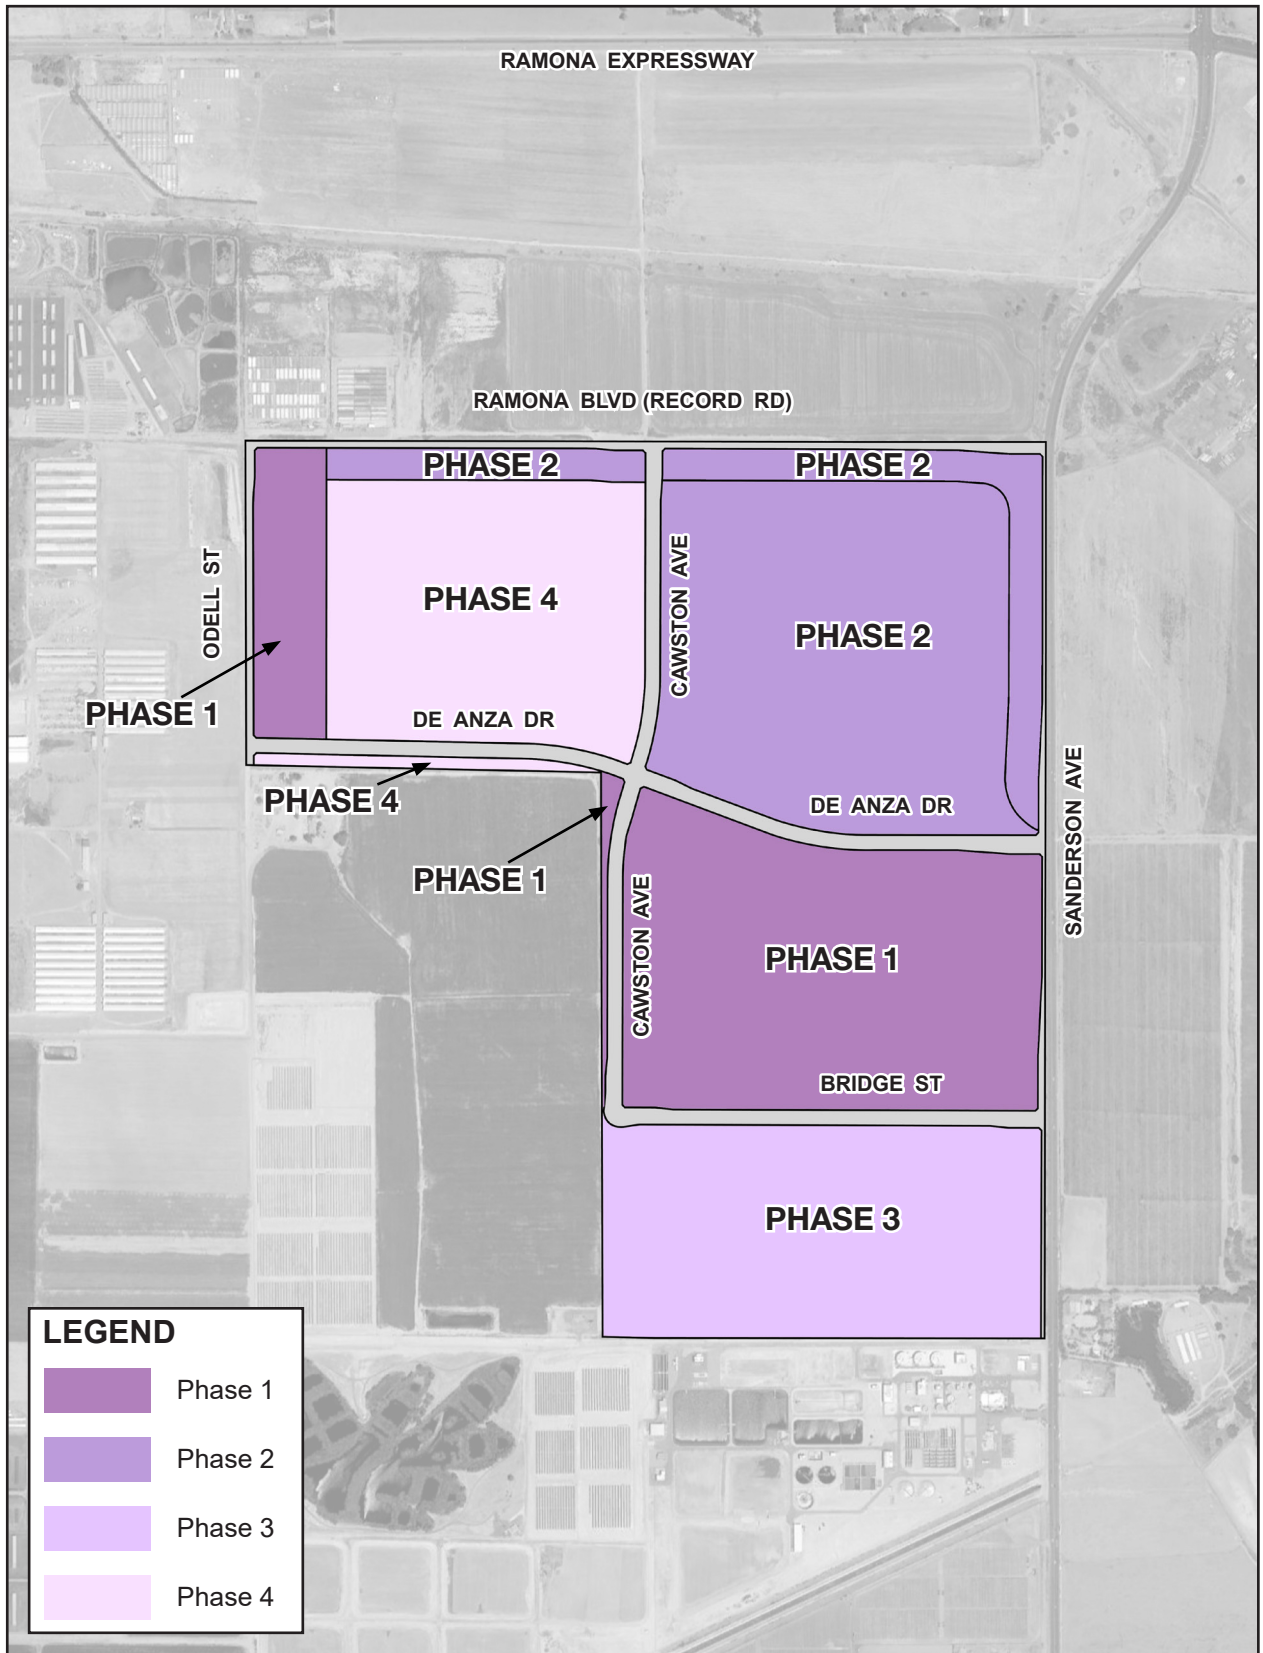 RAMONA EXPRESSWAY
RAMONA BLVD (RECORD RD)
PHASE 2
PHASE 2
ODELL ST
CAWSTON AVE
PHASE 4
PHASE 2
PHASE 1
DE ANZA DR
PHASE 4
DE ANZA DR
SANDERSON AVE
PHASE 1
CAWSTON AVE
PHASE 1
BRIDGE ST
PHASE 3
LEGEND
Phase 1
Phase 2
Phase 3
Phase 4